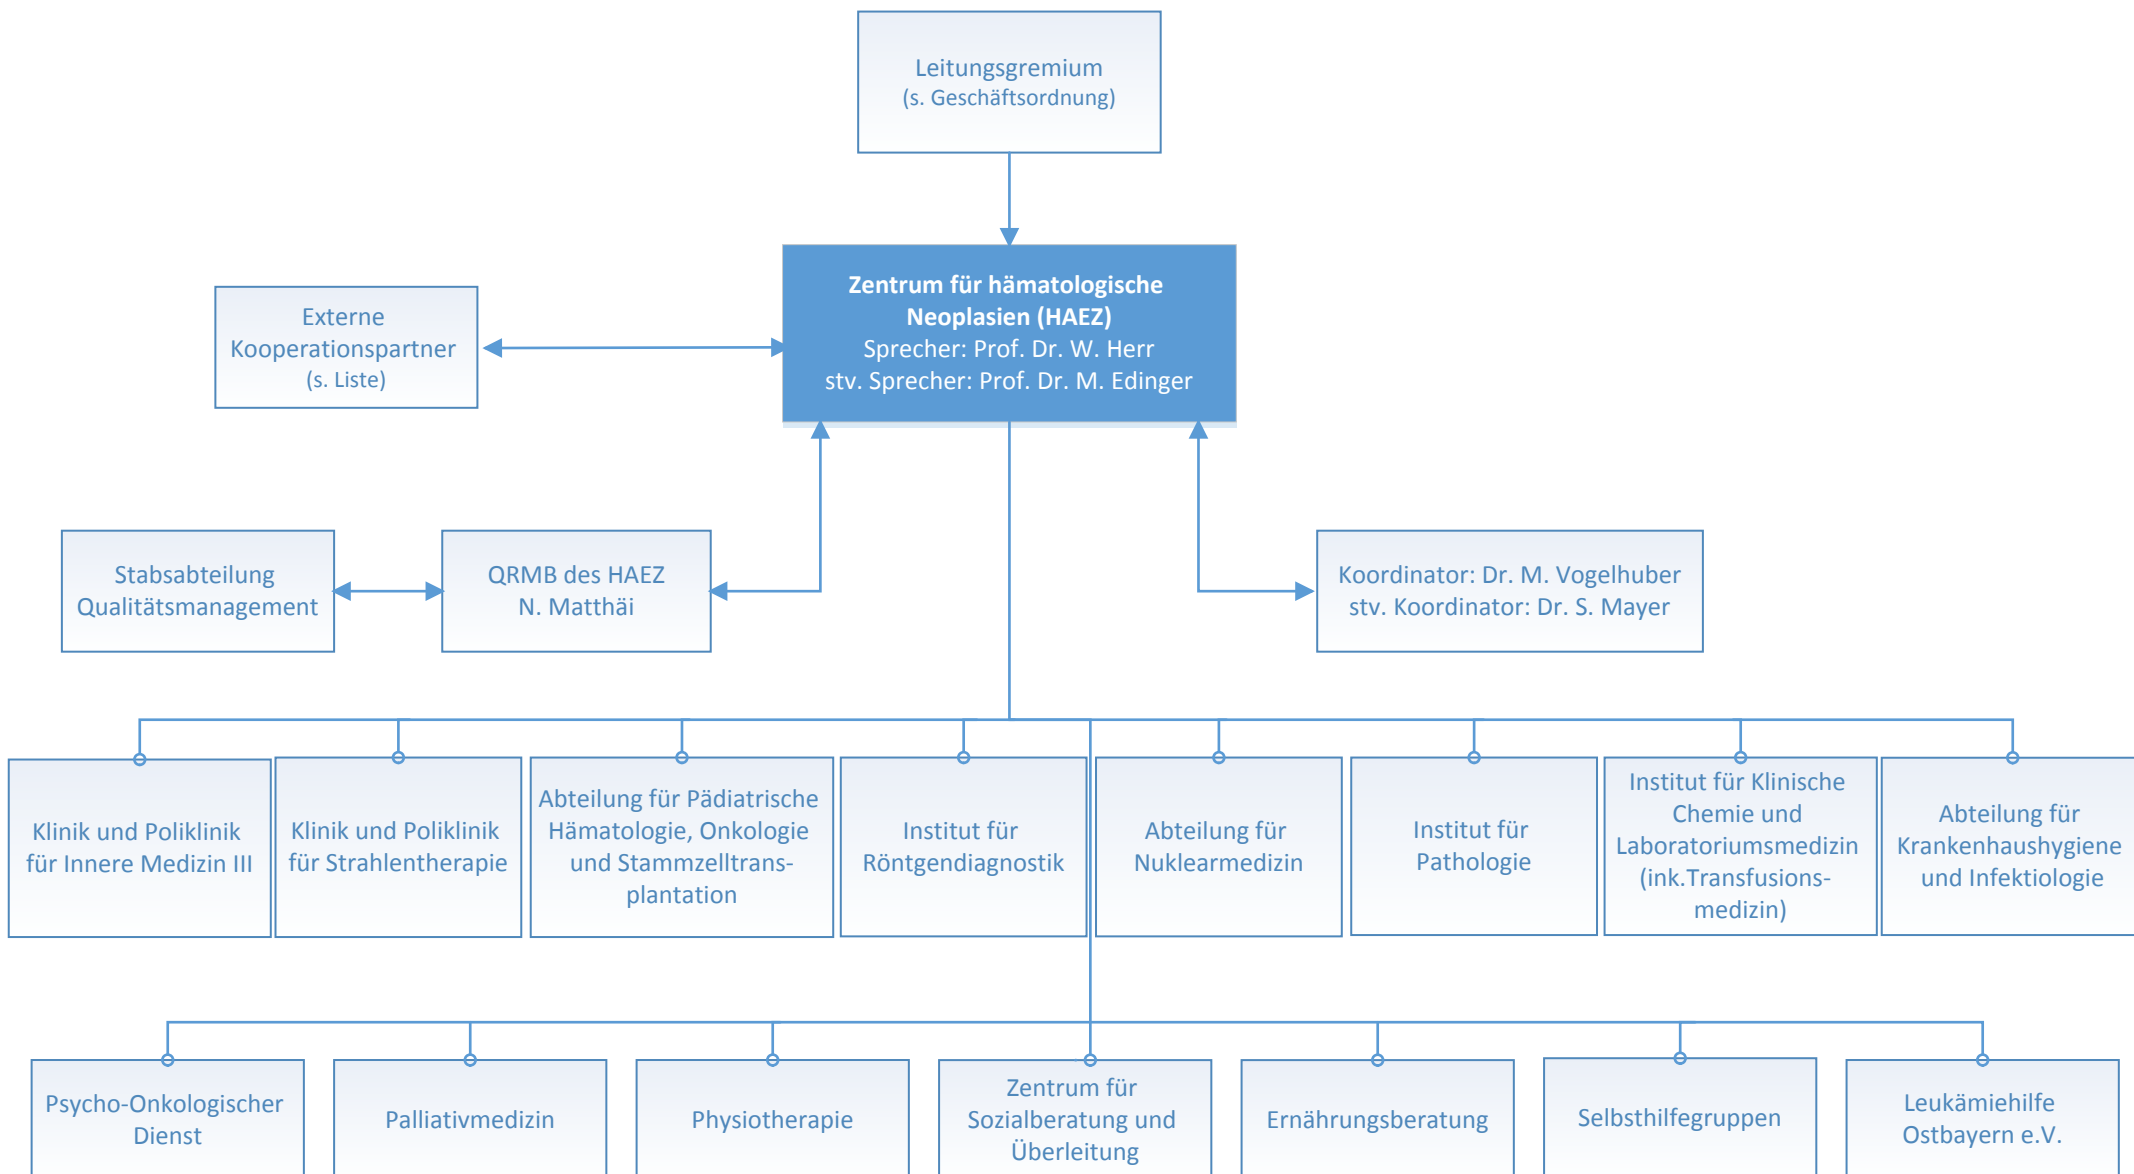 Leitungsgremium
(s. Geschäftsordnung)
Zentrum für hämatologische
Neoplasien (HAEZ)
Sprecher: Prof. Dr. W. Herr
stv. Sprecher: Prof. Dr. M. Edinger
Externe
Kooperationspartner
(s. Liste)
Stabsabteilung
Qualitätsmanagement
QRMB des HAEZ
N. Matthäi
Koordinator: Dr. M. Vogelhuber
stv. Koordinator: Dr. S. Mayer
Klinik und Poliklinik
für Innere Medizin III
Klinik und Poliklinik
für Strahlentherapie
Abteilung für Pädiatrische
Hämatologie, Onkologie
und Stammzelltrans-
plantation
Institut für
Röntgendiagnostik
Abteilung für
Nuklearmedizin
Institut für
Pathologie
Institut für Klinische
Chemie und
Laboratoriumsmedizin
(ink.Transfusions-
medizin)
Abteilung für
Krankenhaushygiene
und Infektiologie
Psycho-Onkologischer
Dienst
Palliativmedizin
Physiotherapie
Zentrum für
Sozialberatung und
Überleitung
Ernährungsberatung
Selbsthilfegruppen
Leukämiehilfe
Ostbayern e.V.